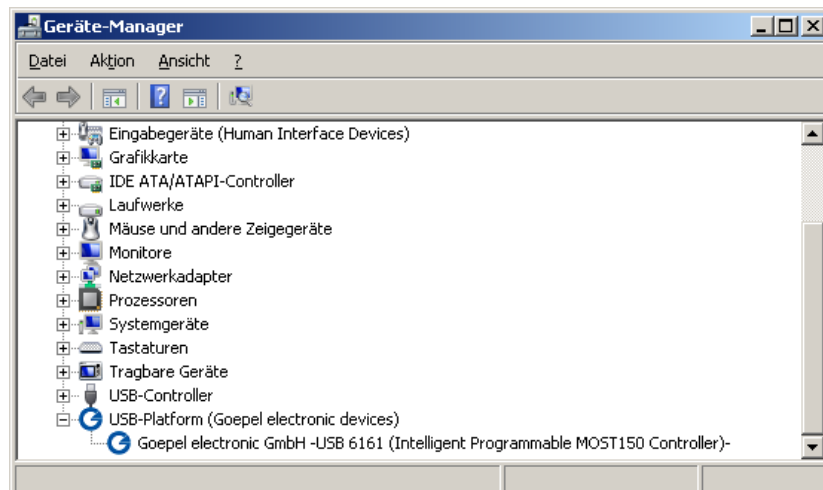 Geräte-Manager
Datei Aktion Ansicht ?
Eingabegeräte (Human Interface Devices)
Grafikkarte
IDE ATA/ATAPI-Controller
Laufwerke
Mäuse und andere Zeigegeräte
Monitore
Netzwerkadapter
Prozessoren
Systemgeräte
Tastaturen
Tragbare Geräte
USB-Controller
USB-Platform (Goepel electronic devices)
Goepel electronic GmbH -USB 6161 (Intelligent Programmable MOST150 Controller)-